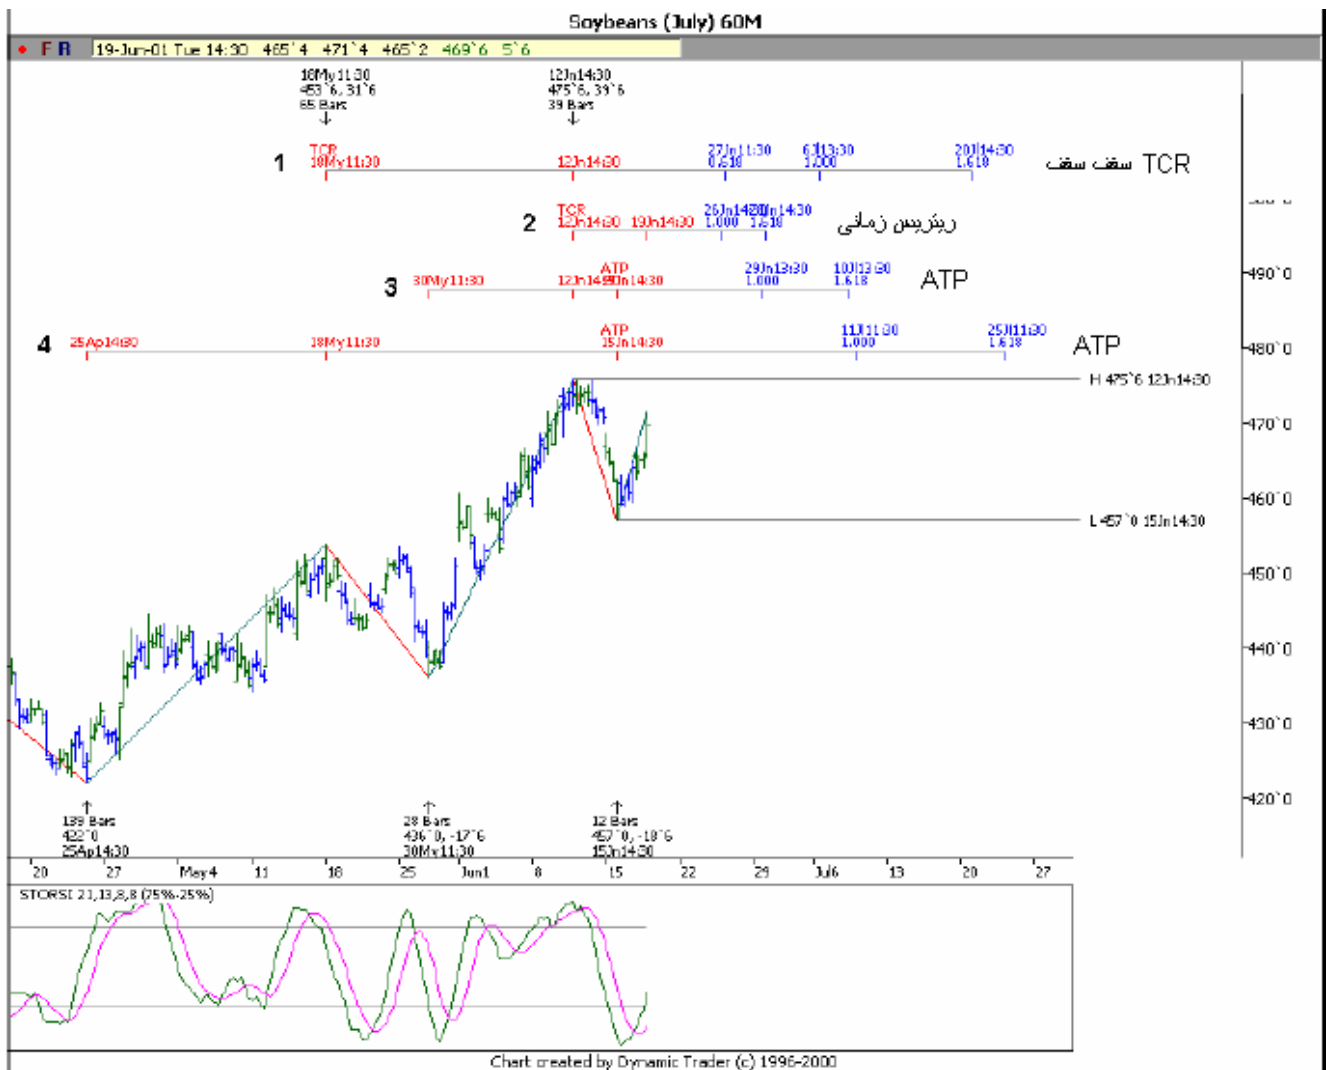 Soybeans (July) 60M
F R 19-Jun-01 Tue 14:30 465`4 471`4 465`2 469`6 5`6
18My11:30
453`6, 31`6
65 Bars
12Jn14:30
475`6, 39`6
39 Bars
1
TCR
18My11:30
12Jn14:30
27Jn11:30
0.618
6Jl13:30
1.000
20Jl14:30
1.618
TCR سقف سقف
2
TCR
12Jn14:30
19Jn14:30
1.000
1.618
ریتریس زمانی
3
30My11:30
ATP
29Jn13:30
1.000
10Jl13:30
1.618
ATP
4
25Ap14:30
18My11:30
ATP
15Jn14:30
11Jl11:30
1.000
25Jl11:30
1.618
ATP
490`0
480`0
470`0
460`0
450`0
440`0
430`0
420`0
H 475`6 12Jn14:30
L 457`0 15Jn14:30
139 Bars
422`0
25Ap14:30
28 Bars
436`0, -17`6
30My11:30
12 Bars
457`0, -18`6
15Jn14:30
20 27 May4 11 18 25 Jun1 8 15 22 29 Jul6 13 20 27
STORSI 21,13,8,8 (75%-25%)
Chart created by Dynamic Trader (c) 1996-2000